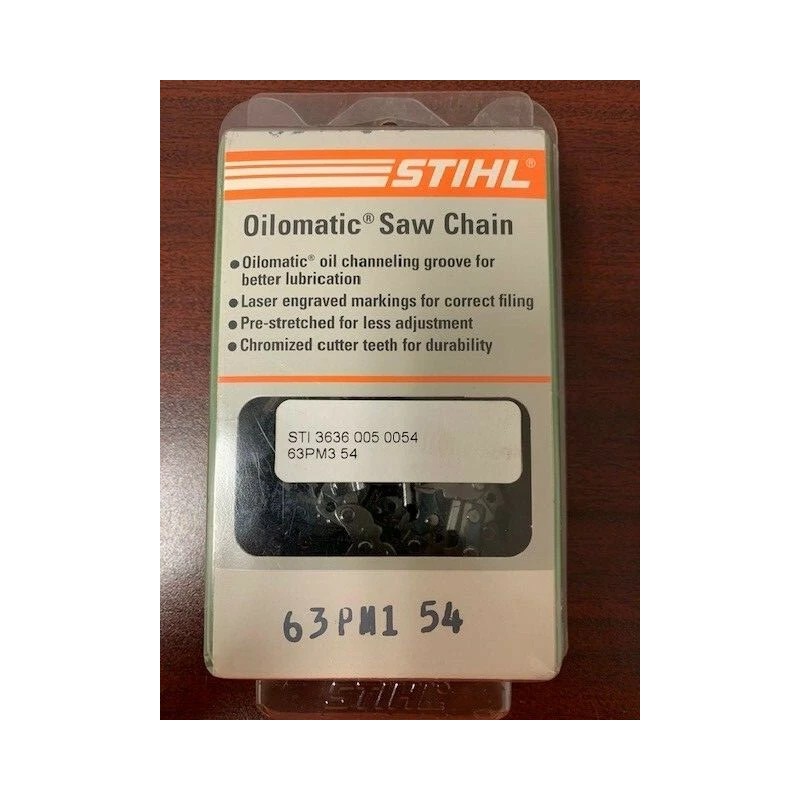 STIHL®
Oilomatic® Saw Chain
• Oilomatic® oil channeling groove for
better lubrication
• Laser engraved markings for correct filing
• Pre-stretched for less adjustment
• Chromized cutter teeth for durability
STI 3636 005 0054
63PM3 54
63PM1 54
STIHL®